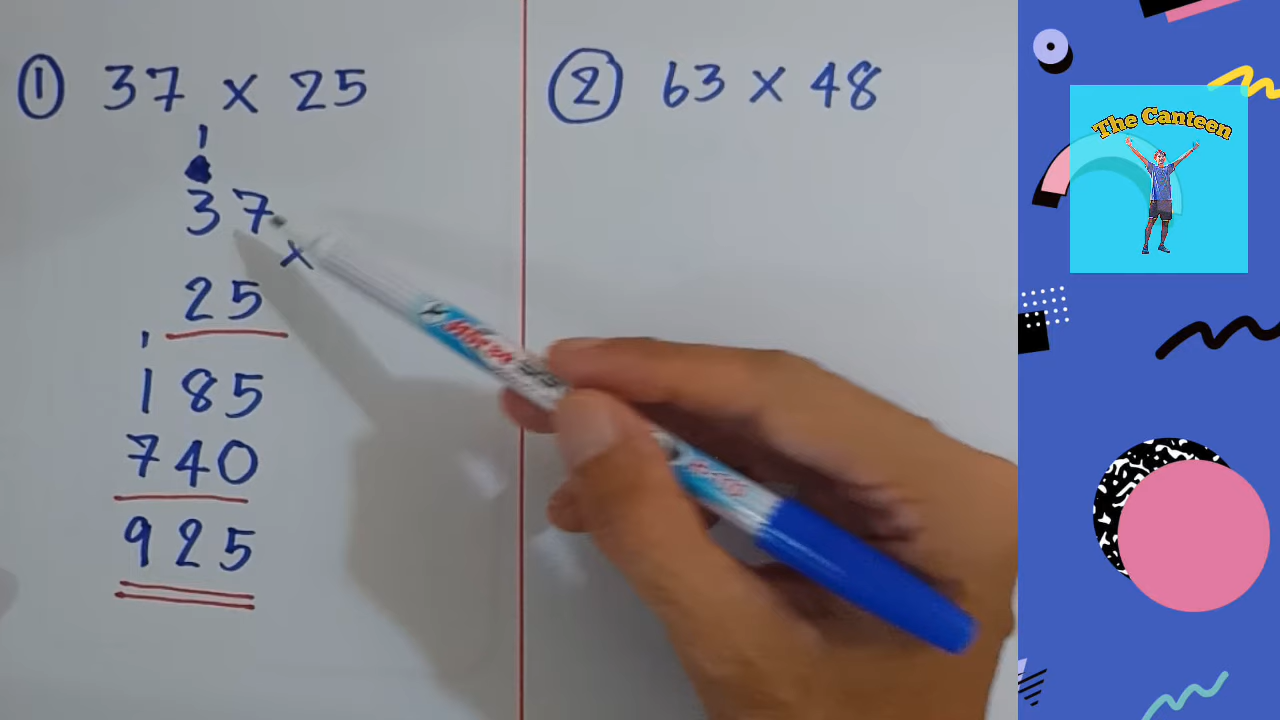 ① 37 x 25
1
37
x
25
1
185
740
925
② 63 x 48
The Canteen